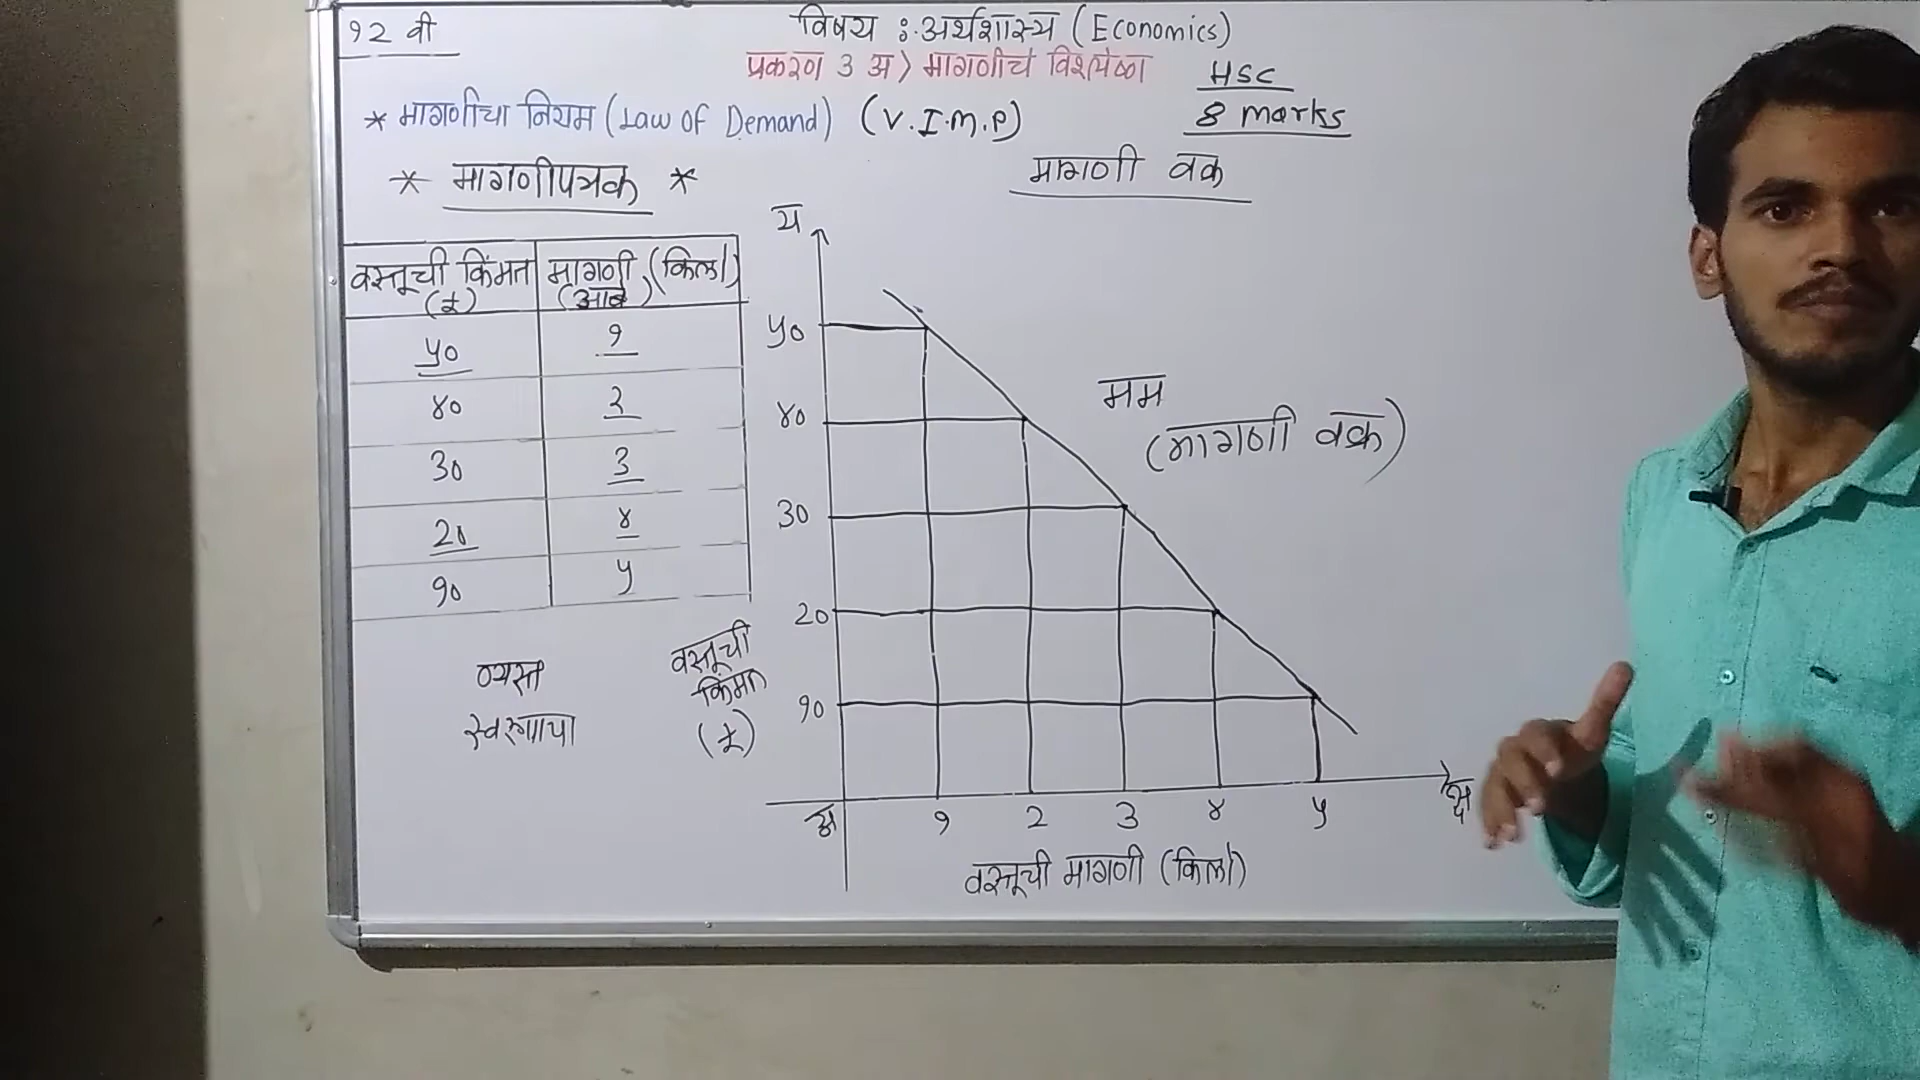 १२ वी
विषय : अर्थशास्त्र (Economics)
प्रकरण 3 अ) मागणीचे विश्लेषण
HSC
8 marks
* मागणीचा नियम (Law Of Demand) (V.I.M.P)
* मागणीपत्रक *
मागणी वक्र
वस्तूची किंमत (₹) मागणी (किलो) (आंबे)
५० १
४० २
३० ३
२० ४
१० ५
व्यस्त
स्वरूपाचा
य
५०
४०
३०
२०
१०
वस्तूची
किंमत
(₹)
मम
(मागणी वक्र)
अ १ २ ३ ४ ५ क्ष
वस्तूची मागणी (किलो)